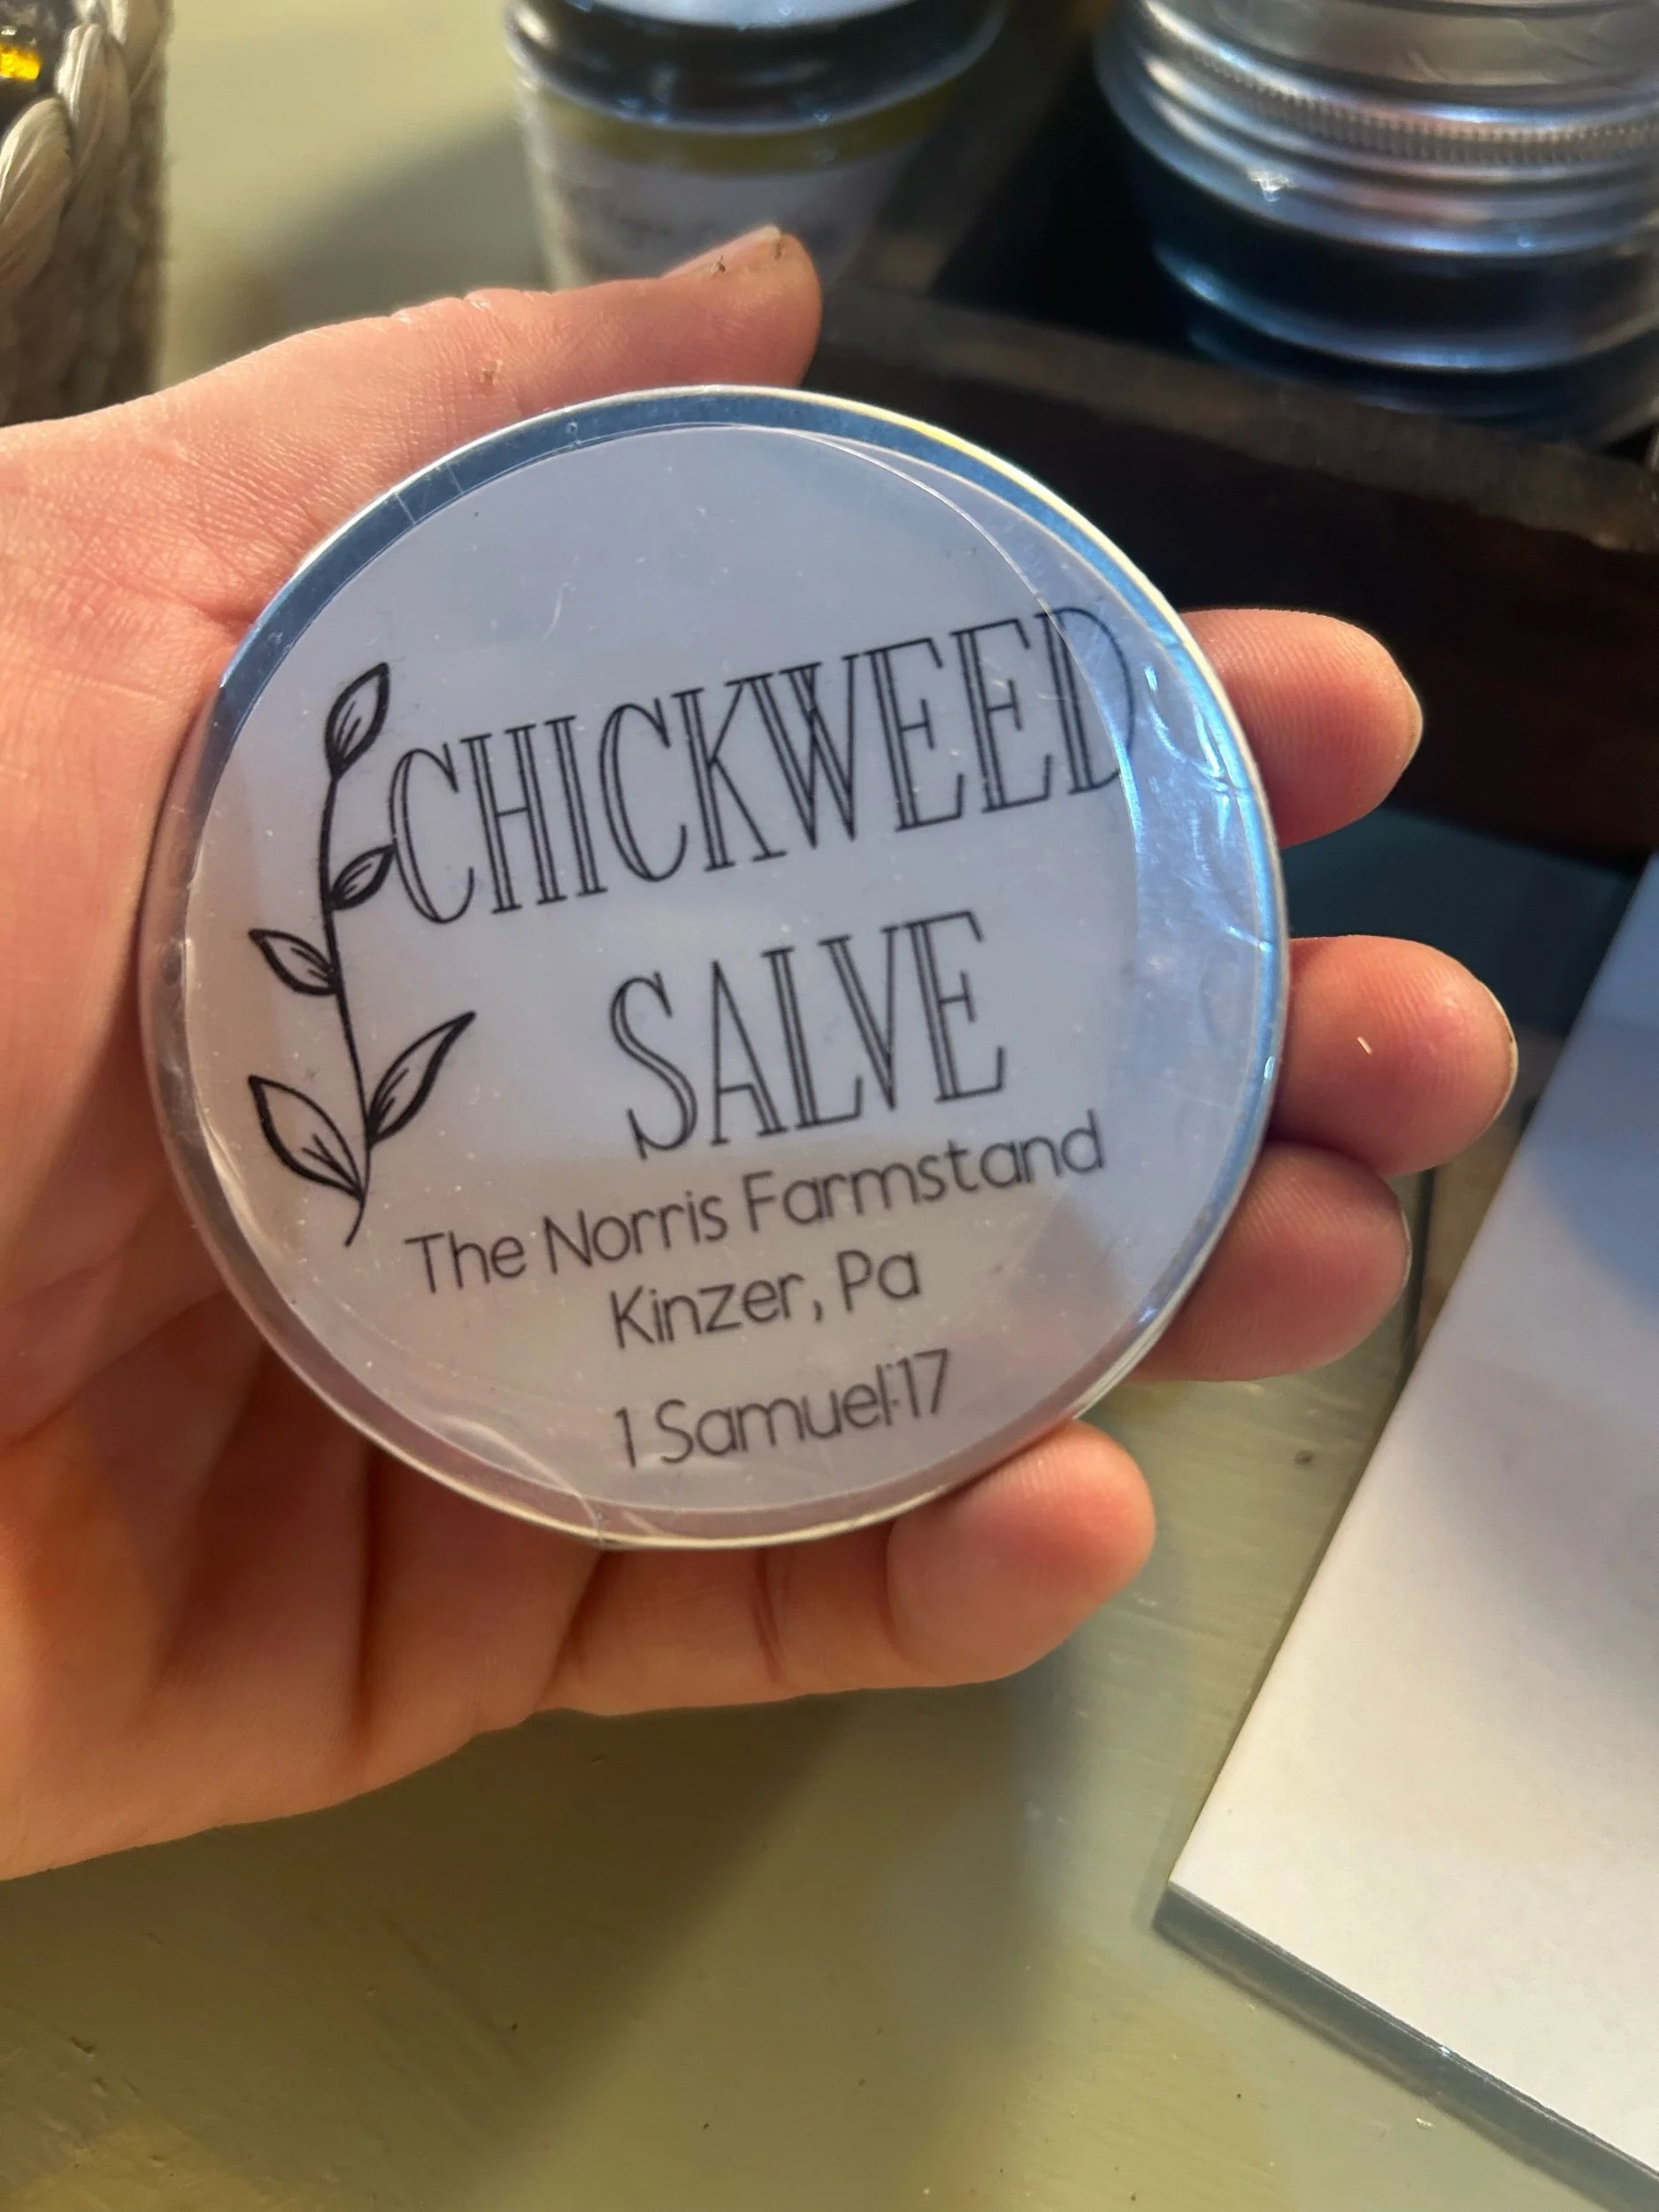 CHICKWEED
SALVE
The Norris Farmstand
Kinzer, Pa
1 Samuel:17